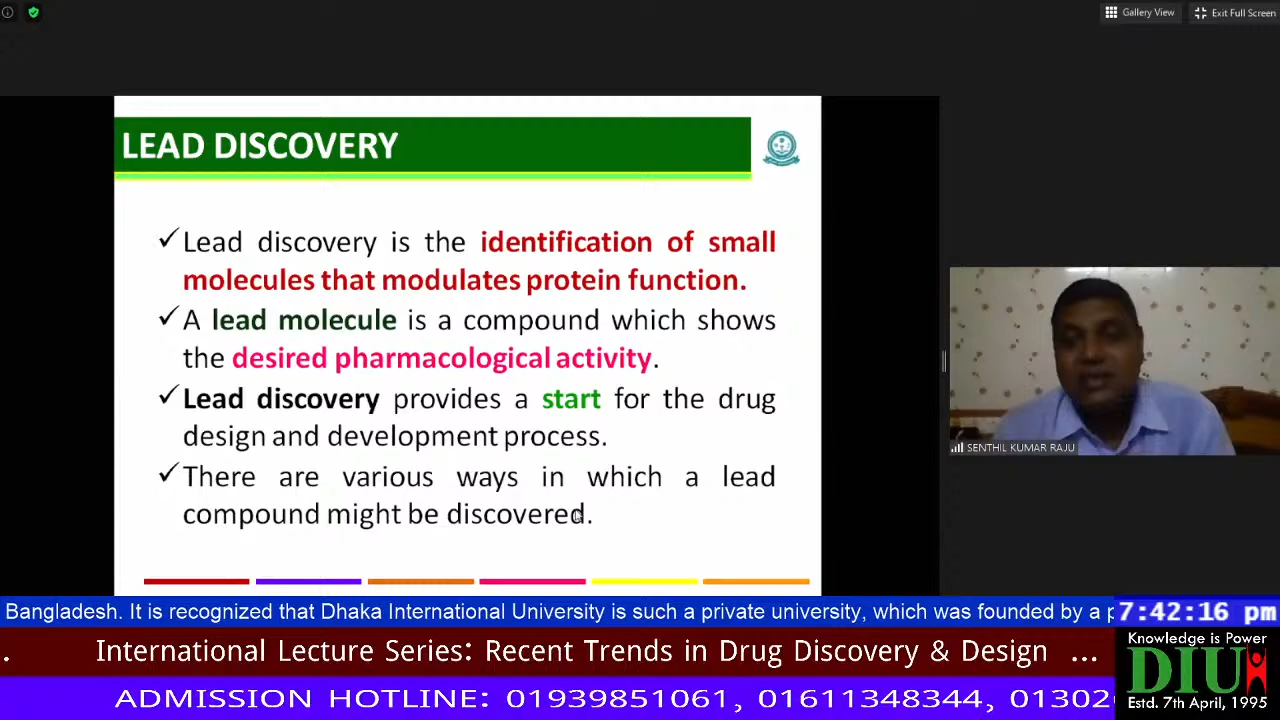 Gallery View
Exit Full Screen
LEAD DISCOVERY
✓Lead discovery is the identification of small
molecules that modulates protein function.
✓A lead molecule is a compound which shows
the desired pharmacological activity.
✓Lead discovery provides a start for the drug
design and development process.
✓There are various ways in which a lead
compound might be discovered.
SENTHIL KUMAR RAJU
Bangladesh. It is recognized that Dhaka International University is such a private university, which was founded by a p
7:42:16 pm
. International Lecture Series: Recent Trends in Drug Discovery & Design ...
Knowledge is Power
DIU
Estd. 7th April, 1995
ADMISSION HOTLINE: 01939851061, 01611348344, 01302